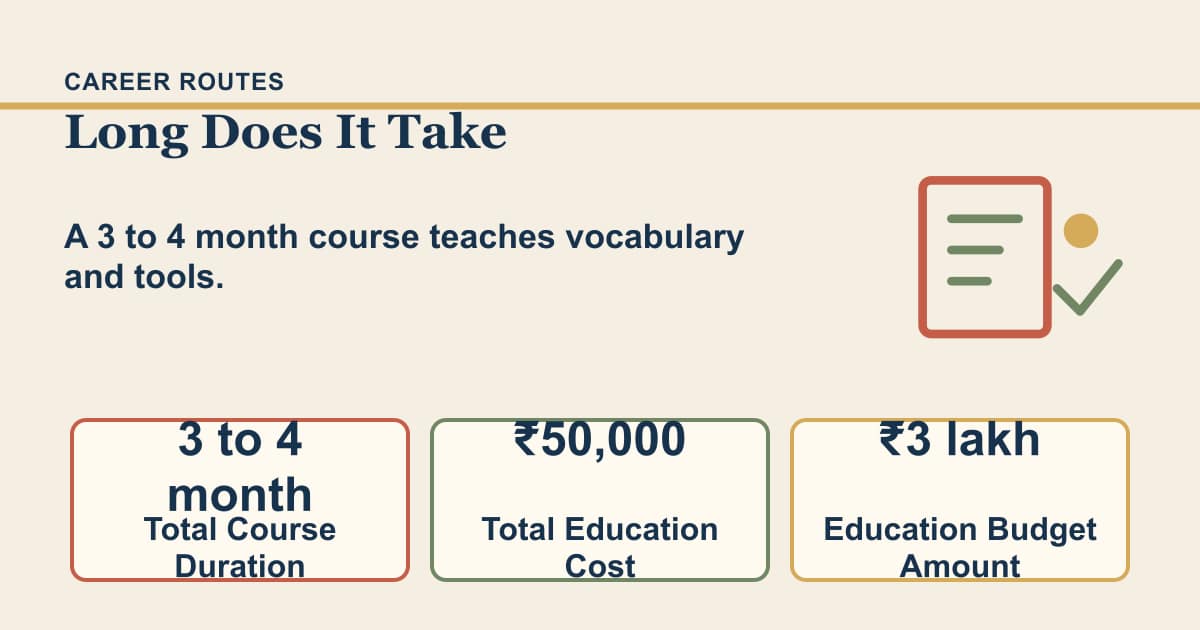 CAREER ROUTES
Long Does It Take
A 3 to 4 month course teaches vocabulary
and tools.
3 to 4
month
Total Course
Duration
₹50,000
Total Education
Cost
₹3 lakh
Education Budget
Amount